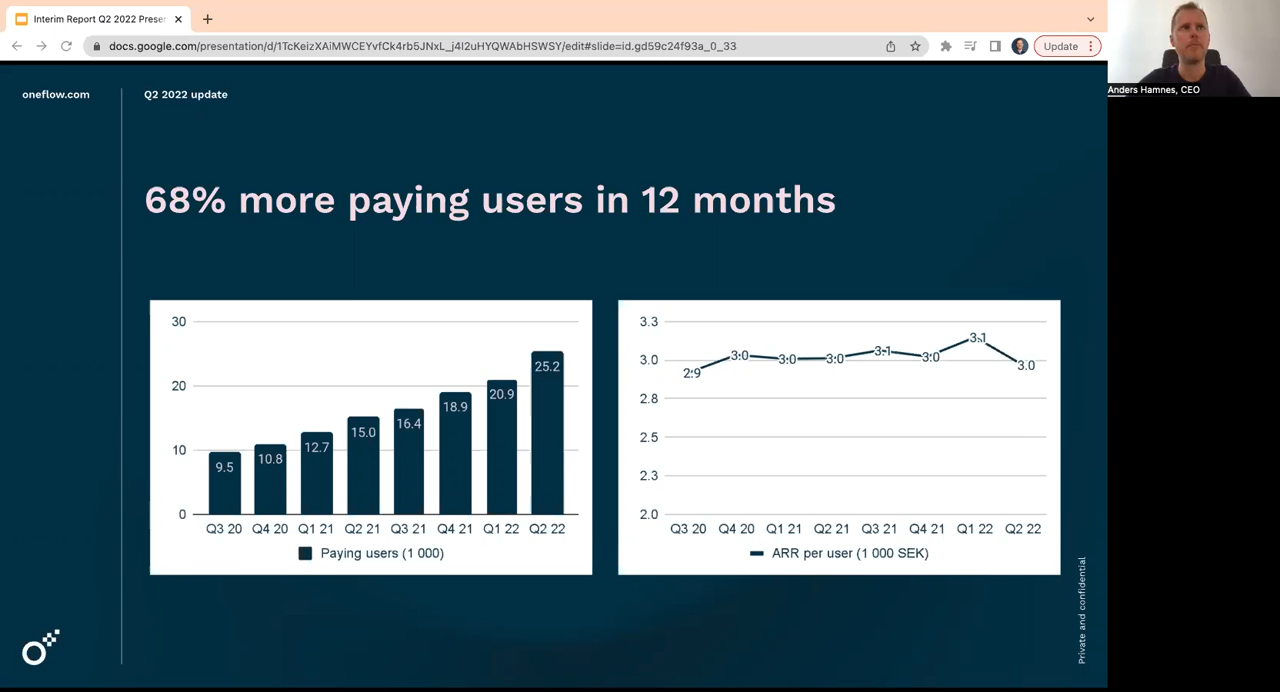 Interim Report Q2 2022 Presen
docs.google.com/presentation/d/1TcKeizXAiMWCEYvfCk4rb5JNxL_j4l2uHYQWAbHSWSY/edit#slide=id.gd59c24f93a_0_33
Update
Anders Hamnes, CEO
oneflow.com
Q2 2022 update
68% more paying users in 12 months
30
20
10
0
9.5
10.8
12.7
15.0
16.4
18.9
20.9
25.2
Q3 20 Q4 20 Q1 21 Q2 21 Q3 21 Q4 21 Q1 22 Q2 22
Paying users (1 000)
3.3
3.0
2.8
2.5
2.3
2.0
2.9
3.0
3.0
3.0
3.1
3.0
3.1
3.0
Q3 20 Q4 20 Q1 21 Q2 21 Q3 21 Q4 21 Q1 22 Q2 22
ARR per user (1 000 SEK)
Private and confidential